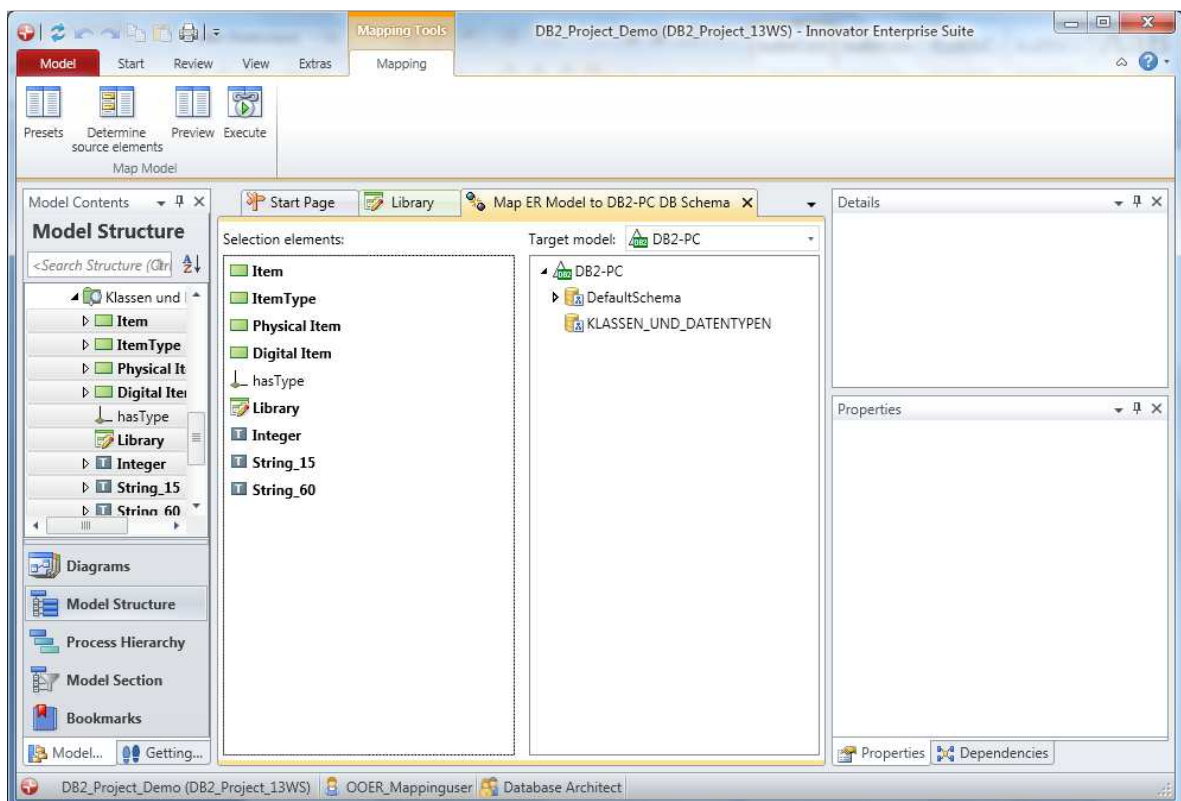 Mapping Tools
DB2_Project_Demo (DB2_Project_13WS) - Innovator Enterprise Suite
Model
Start
Review
View
Extras
Mapping
Presets
Determine source elements
Preview
Execute
Map Model
Model Contents
Model Structure
<Search Structure (Ctrl
Klassen und
Item
ItemType
Physical It
Digital Iter
hasType
Library
Integer
String_15
String_60
Diagrams
Model Structure
Process Hierarchy
Model Section
Bookmarks
Model...
Getting...
Start Page
Library
Map ER Model to DB2-PC DB Schema
Selection elements:
Item
ItemType
Physical Item
Digital Item
hasType
Library
Integer
String_15
String_60
Target model:
DB2-PC
DB2-PC
DefaultSchema
KLASSEN_UND_DATENTYPEN
Details
Properties
Properties
Dependencies
DB2_Project_Demo (DB2_Project_13WS)
OOER_Mappinguser
Database Architect